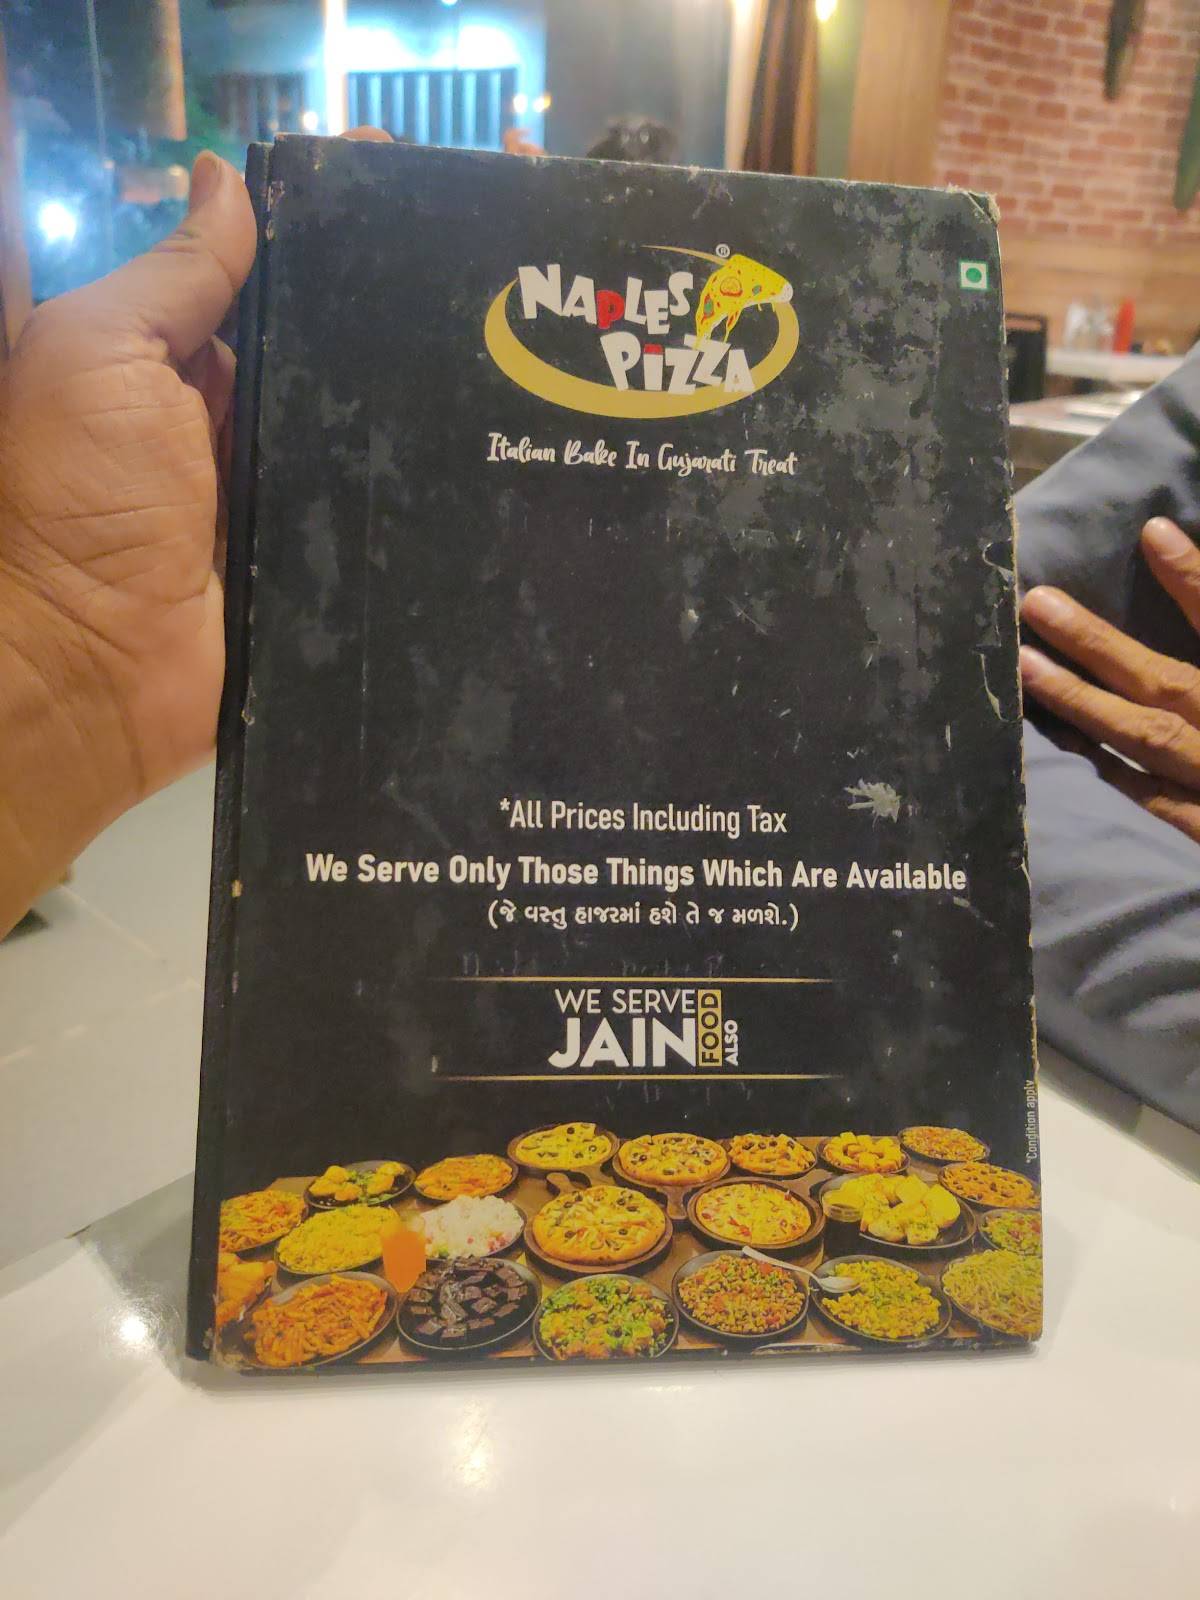 NAPLES
PIZZA
®
Italian Bake In Gujarati Treat
*All Prices Including Tax
We Serve Only Those Things Which Are Available
(જે વસ્તુ હાજરમાં હશે તે જ મળશે.)
WE SERVE
JAIN
FOOD
ALSO
*Condition apply